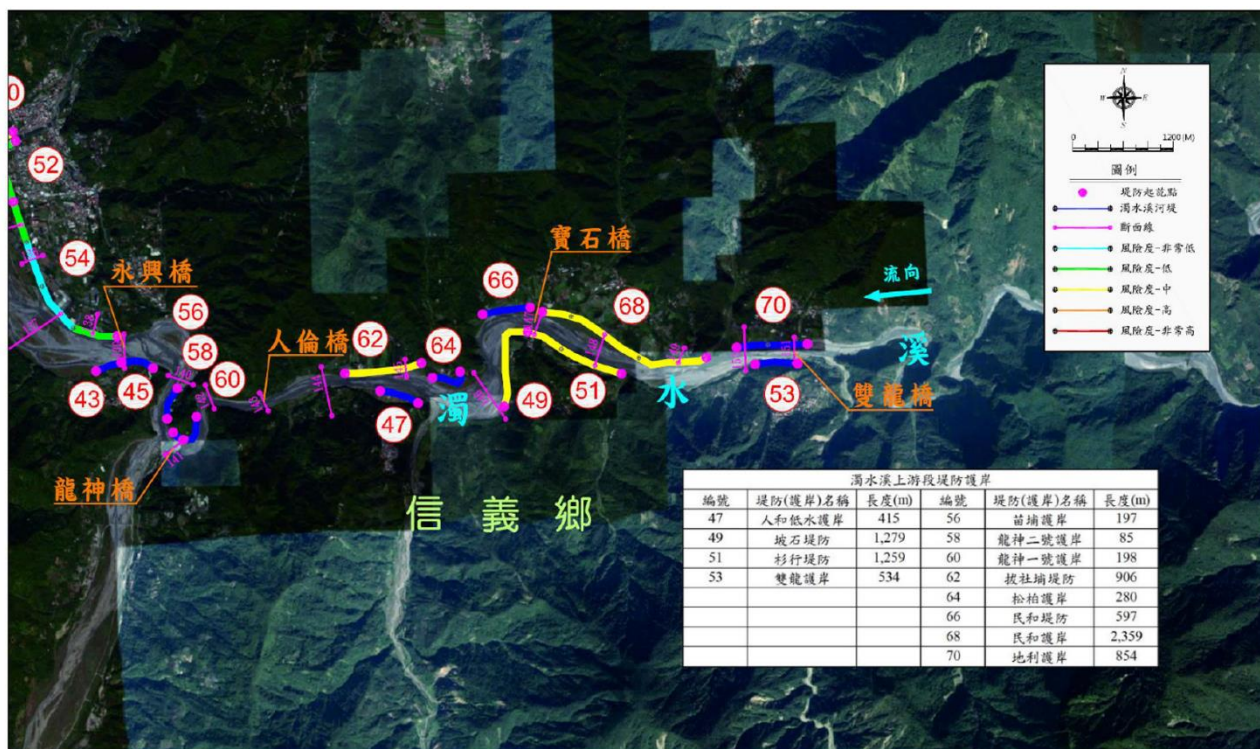 0
52
54
永興橋
56
58
60
43
45
龍神橋
人倫橋
62
64
47
濁
49
66
寶石橋
68
51
水
70
53
流向
溪
雙龍橋
信義鄉
N
W E
S
0 1200 (M)
圖例
堤防起訖點
濁水溪河堤
斷面線
風險度-非常低
風險度-低
風險度-中
風險度-高
風險度-非常高
濁水溪上游段堤防護岸
編號 堤防(護岸)名稱 長度(m) 編號 堤防(護岸)名稱 長度(m)
47 人和低水護岸 415 56 苗埔護岸 197
49 坡石堤防 1,279 58 龍神二號護岸 85
51 杉行堤防 1,259 60 龍神一號護岸 198
53 雙龍護岸 534 62 拔社埔堤防 906
64 松柏護岸 280
66 民和堤防 597
68 民和護岸 2,359
70 地利護岸 854